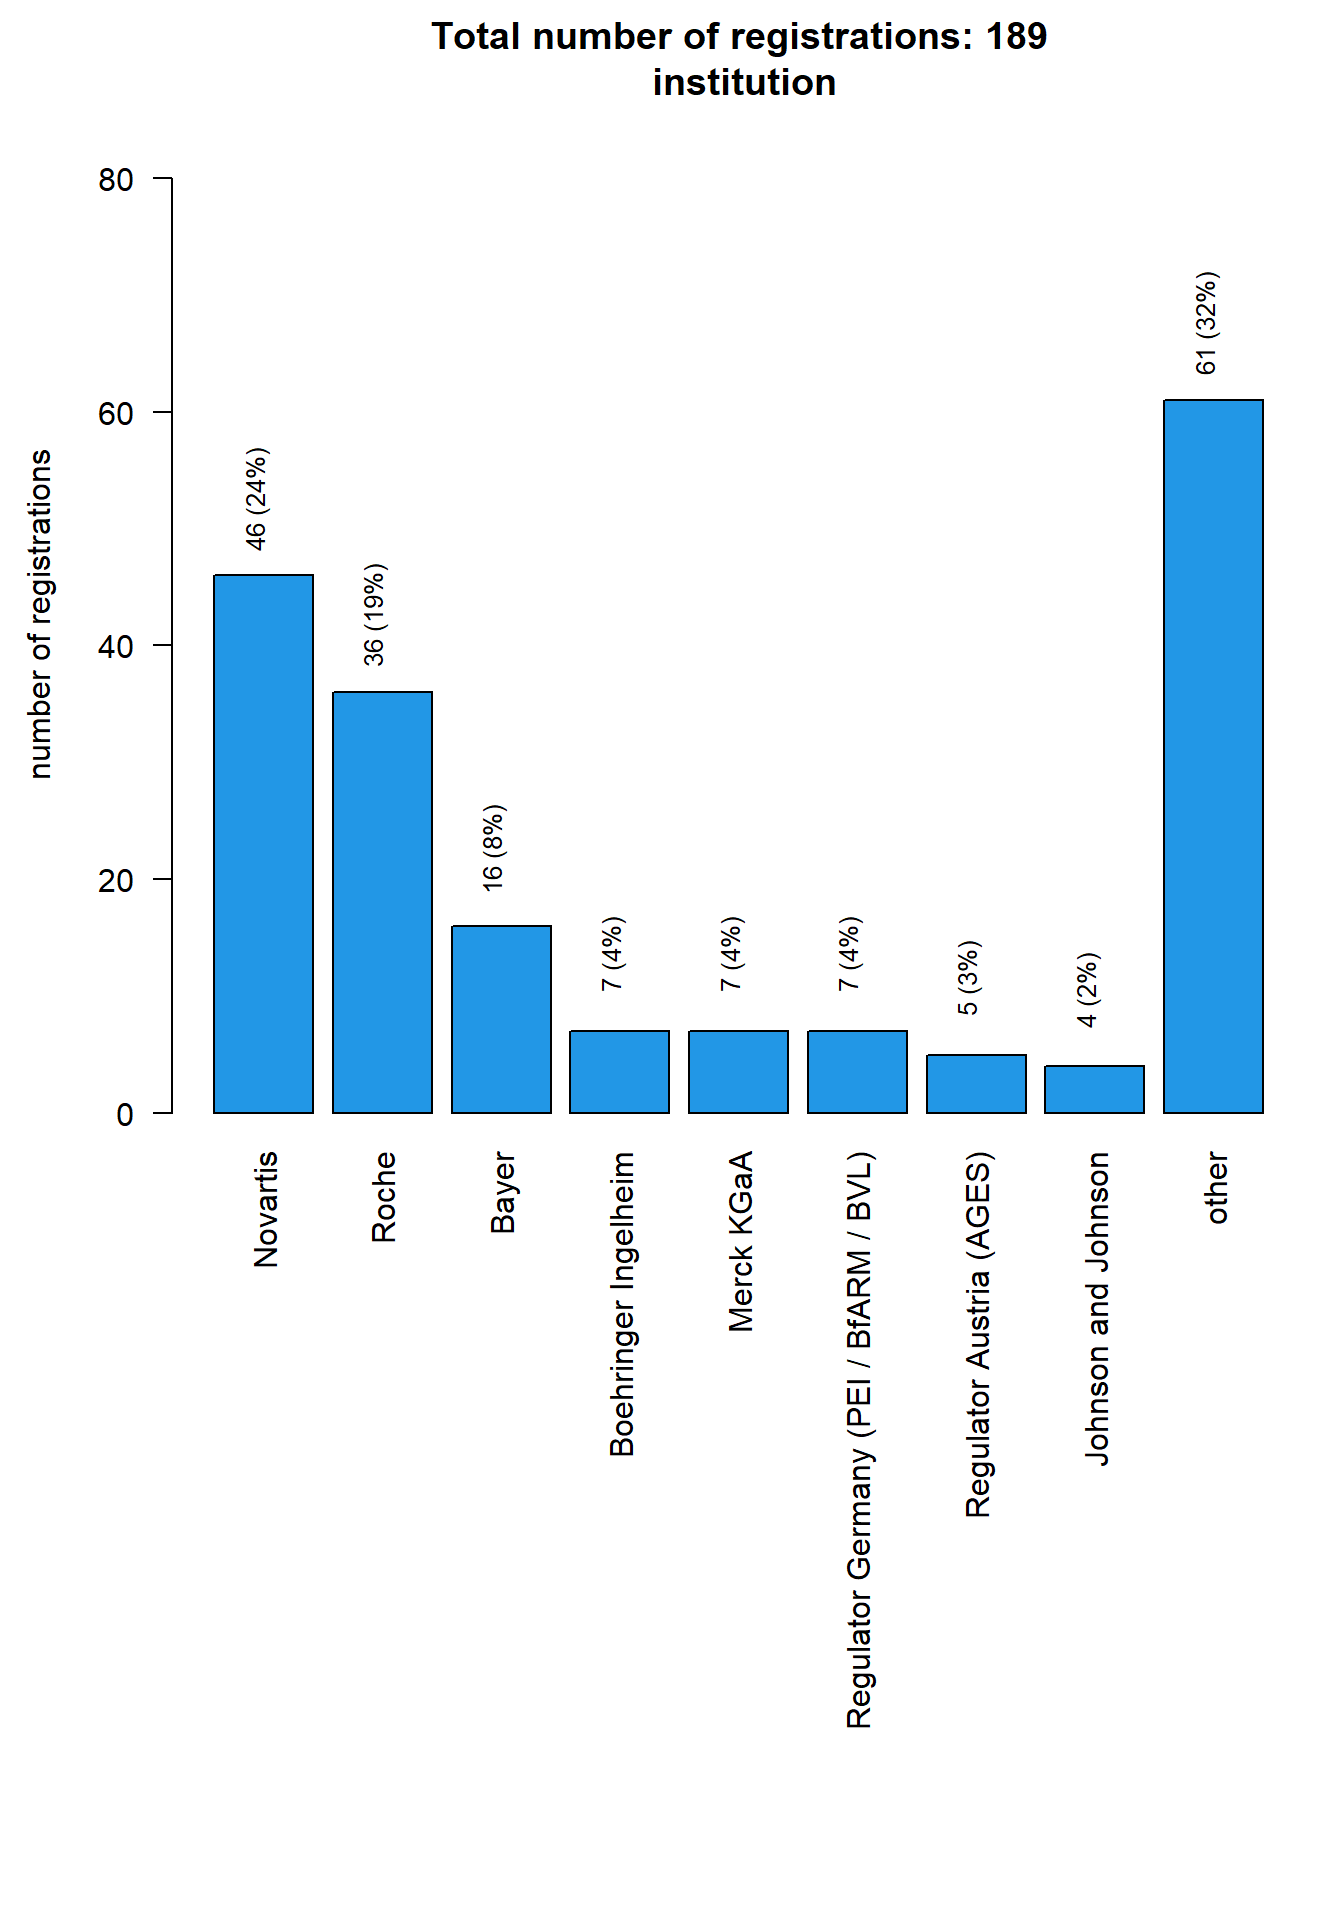 Total number of registrations: 189
institution
number of registrations
80
60
40
20
0
46 (24%)
36 (19%)
16 (8%)
7 (4%)
7 (4%)
7 (4%)
5 (3%)
4 (2%)
61 (32%)
Novartis
Roche
Bayer
Boehringer Ingelheim
Merck KGaA
Regulator Germany (PEI / BfARM / BVL)
Regulator Austria (AGES)
Johnson and Johnson
other